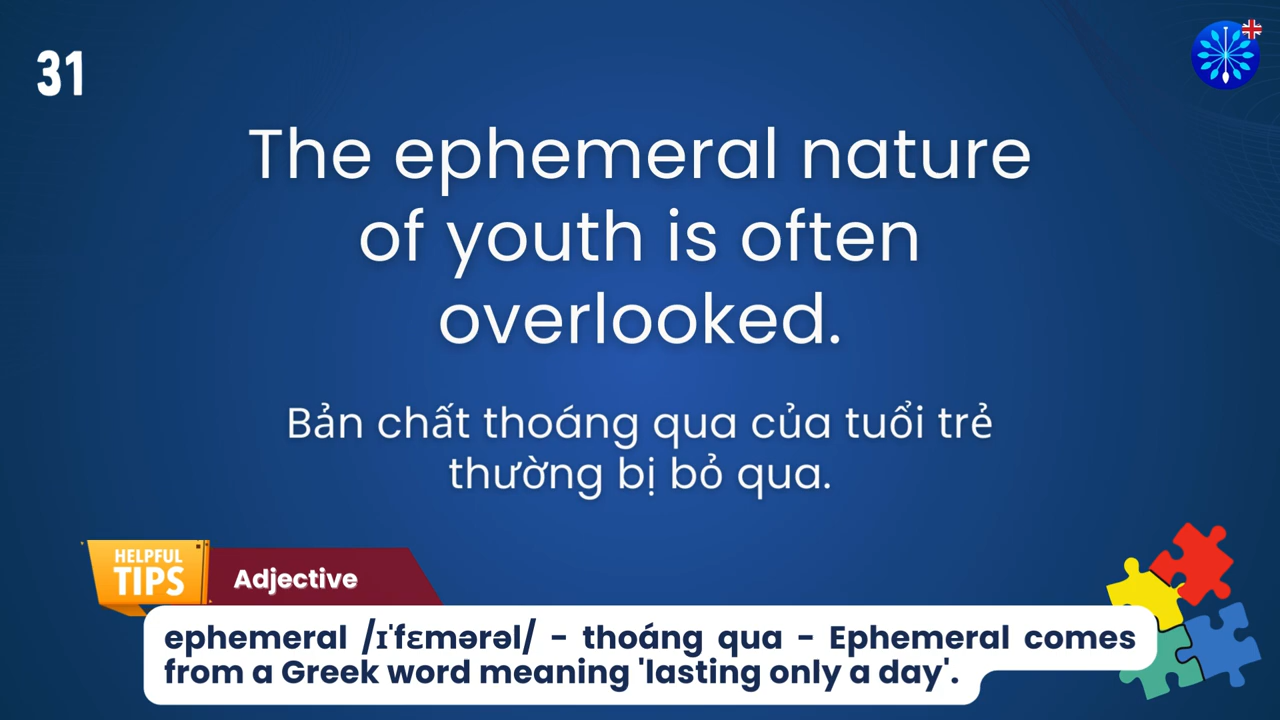 31
The ephemeral nature
of youth is often
overlooked.
Bản chất thoáng qua của tuổi trẻ
thường bị bỏ qua.
HELPFUL
TIPS
Adjective
ephemeral /ɪˈfɛmərəl/ - thoáng qua - Ephemeral comes
from a Greek word meaning 'lasting only a day'.